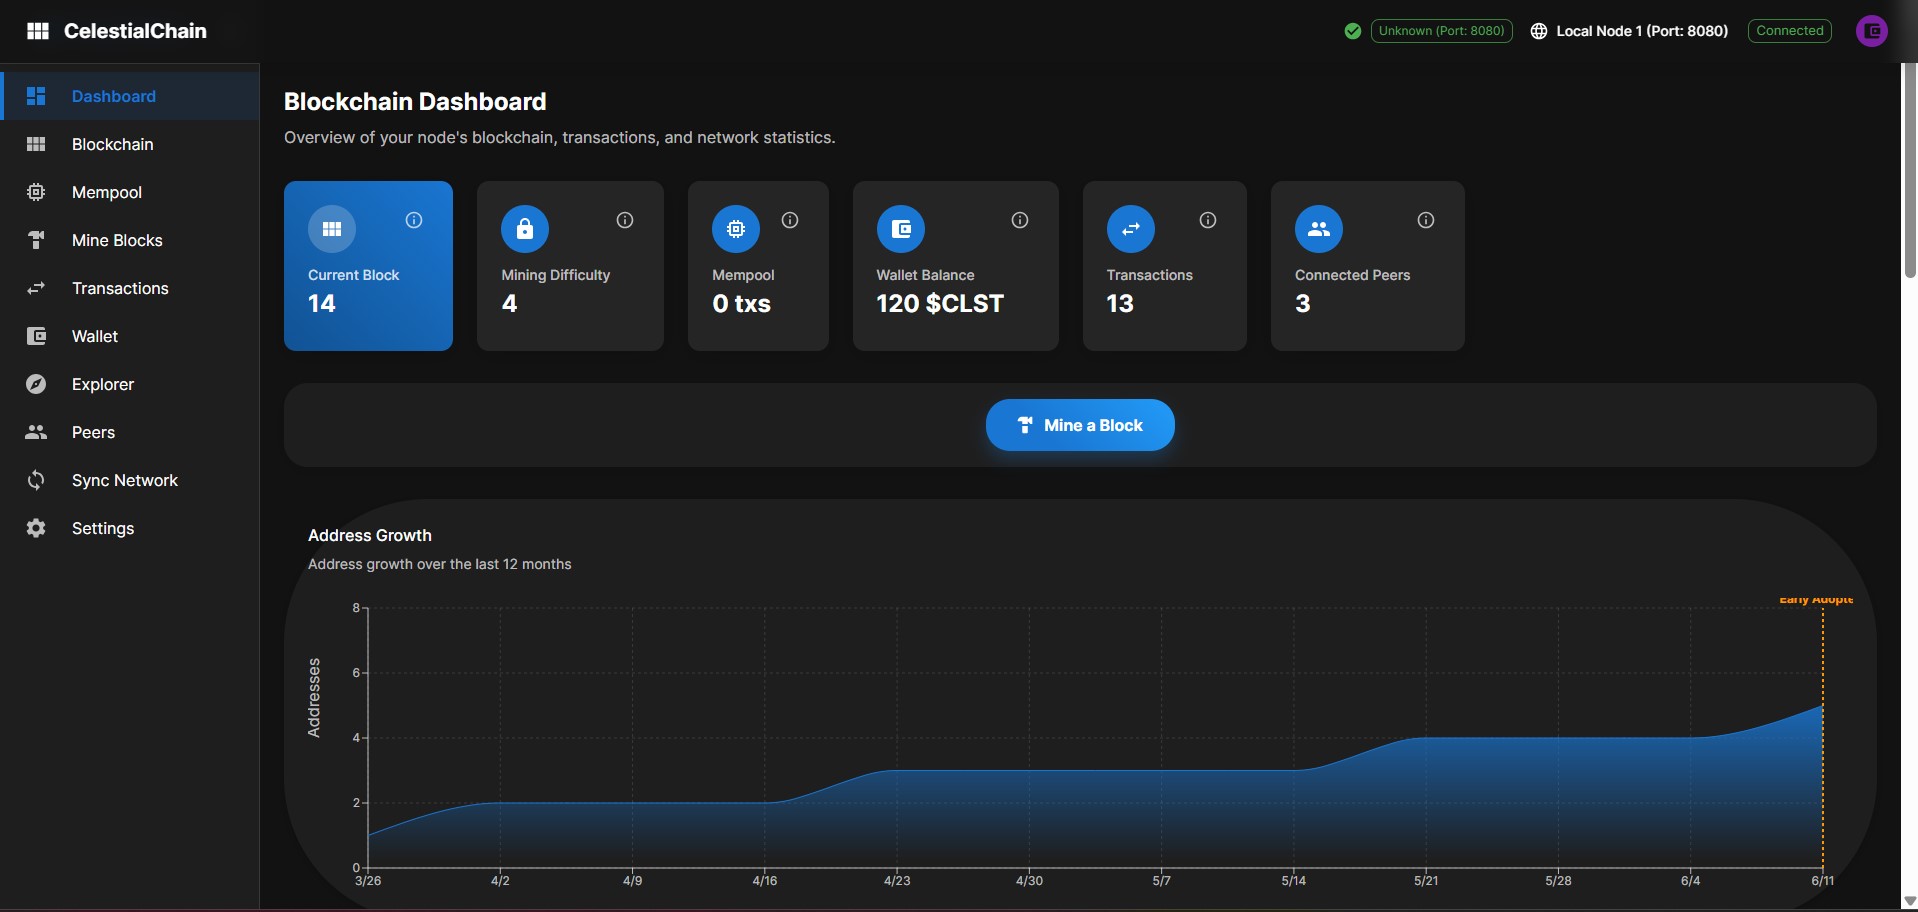 CelestialChain
Unknown (Port: 8080)
Local Node 1 (Port: 8080)
Connected
Dashboard
Blockchain
Mempool
Mine Blocks
Transactions
Wallet
Explorer
Peers
Sync Network
Settings
Blockchain Dashboard
Overview of your node's blockchain, transactions, and network statistics.
Current Block
14
Mining Difficulty
4
Mempool
0 txs
Wallet Balance
120 $CLST
Transactions
13
Connected Peers
3
Mine a Block
Address Growth
Address growth over the last 12 months
Early Adopte
Addresses
8
6
4
2
0
3/26 4/2 4/9 4/16 4/23 4/30 5/7 5/14 5/21 5/28 6/4 6/11